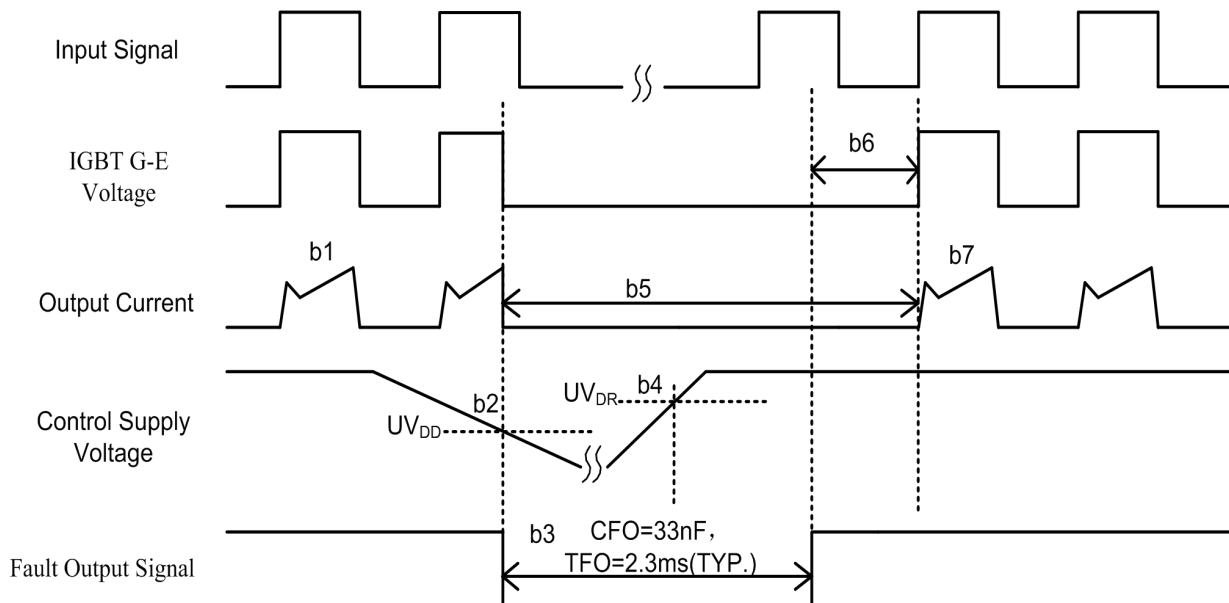 Input Signal
IGBT G-E
Voltage
b6
b1
b7
Output Current
b5
Control Supply
Voltage
b2
UVDD
UVDR
b4
b3
CFO=33nF，
TFO=2.3ms(TYP.)
Fault Output Signal